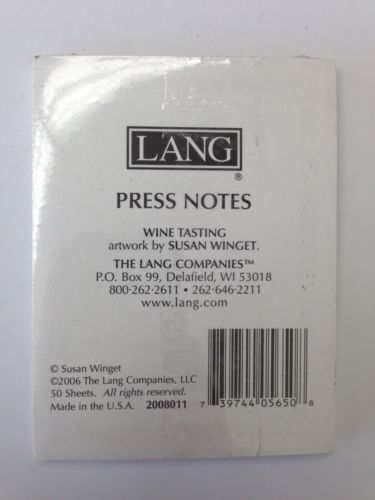 LANG
®
PRESS NOTES
WINE TASTING
artwork by SUSAN WINGET.
THE LANG COMPANIES™
P.O. Box 99, Delafield, WI 53018
800·262·2611 • 262·646·2211
www.lang.com
© Susan Winget
©2006 The Lang Companies, LLC
50 Sheets. All rights reserved.
Made in the U.S.A. 2008011
7 39744 05650 8